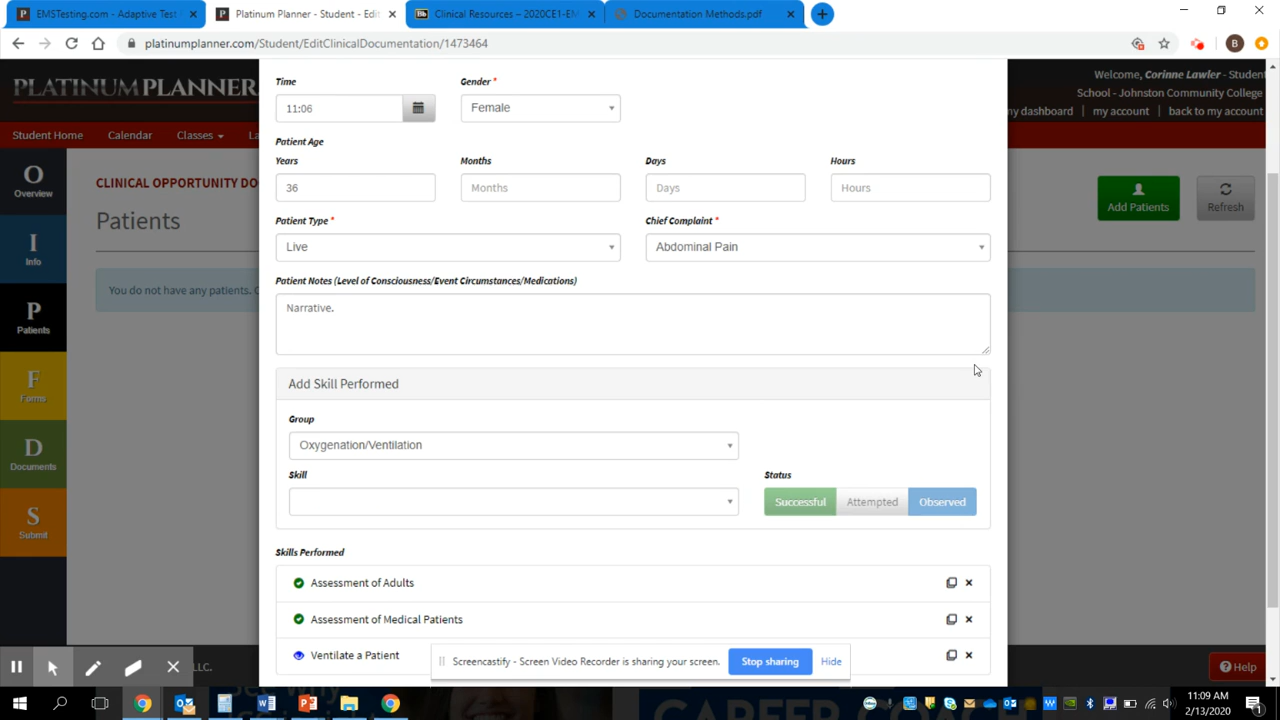 EMSTesting.com - Adaptive Test
Platinum Planner - Student - Edit
Clinical Resources – 2020CE1-EM
Documentation Methods.pdf
platinumplanner.com/Student/EditClinicalDocumentation/1473464
B
PLATINUMPLANNER
Welcome, Corinne Lawler - Student
School - Johnston Community College
my dashboard | my account | back to my account
Student Home Calendar Classes La
O
Overview
I
Info
P
Patients
F
Forms
D
Documents
S
Submit
CLINICAL OPPORTUNITY DO
Patients
Add Patients
Refresh
You do not have any patients. C
Time Gender *
11:06 Female
Patient Age
Years Months Days Hours
36 Months Days Hours
Patient Type * Chief Complaint *
Live Abdominal Pain
Patient Notes (Level of Consciousness/Event Circumstances/Medications)
Narrative.
Add Skill Performed
Group
Oxygenation/Ventilation
Skill Status
Successful Attempted Observed
Skills Performed
Assessment of Adults
Assessment of Medical Patients
Ventilate a Patient
Screencastify - Screen Video Recorder is sharing your screen. Stop sharing Hide
LLC.
Help
11:09 AM
2/13/2020